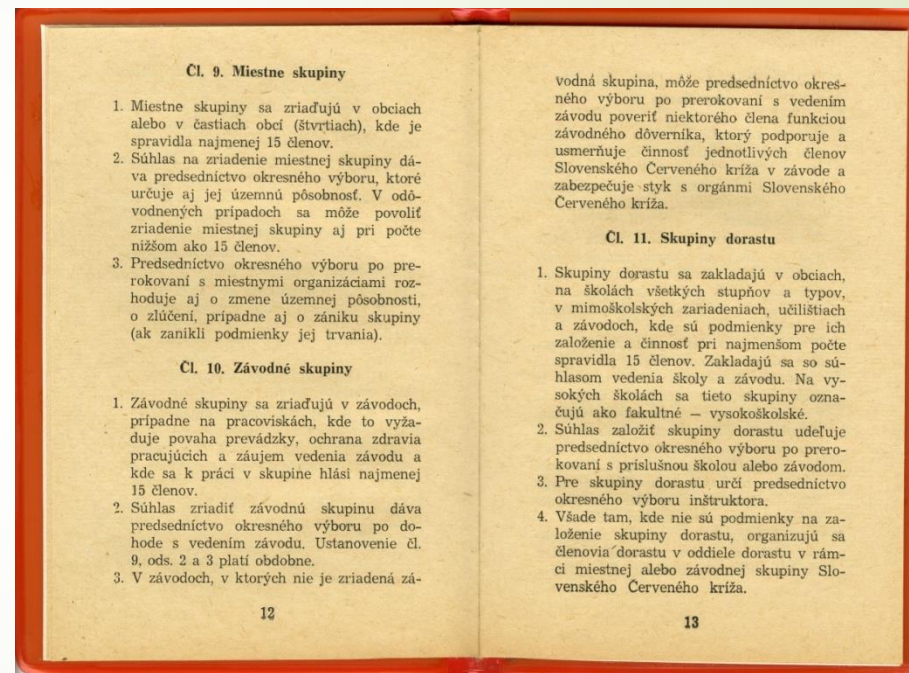 Čl. 9. Miestne skupiny
1. Miestne skupiny sa zriaďujú v obciach
alebo v častiach obcí (štvrtiach), kde je
spravidla najmenej 15 členov.
2. Súhlas na zriadenie miestnej skupiny dá-
va predsedníctvo okresného výboru, ktoré
určuje aj jej územnú pôsobnosť. V odô-
vodnených prípadoch sa môže povoliť
zriadenie miestnej skupiny aj pri počte
nižšom ako 15 členov.
3. Predsedníctvo okresného výboru po pre-
rokovaní s miestnymi organizáciami roz-
hoduje aj o zmene územnej pôsobnosti,
o zlúčení, prípadne aj o zániku skupiny
(ak zanikli podmienky jej trvania).
Čl. 10. Závodné skupiny
1. Závodné skupiny sa zriaďujú v závodoch,
prípadne na pracoviskách, kde to vyža-
duje povaha prevádzky, ochrana zdravia
pracujúcich a záujem vedenia závodu a
kde sa k práci v skupine hlási najmenej
15 členov.
2. Súhlas zriadiť závodnú skupinu dáva
predsedníctvo okresného výboru po do-
hode s vedením závodu. Ustanovenie čl.
9, ods. 2 a 3 platí obdobne.
3. V závodoch, v ktorých nie je zriadená zá-
12
vodná skupina, môže predsedníctvo okres-
ného výboru po prerokovaní s vedením
závodu poveriť niektorého člena funkciou
závodného dôverníka, ktorý podporuje a
usmerňuje činnosť jednotlivých členov
Slovenského Červeného kríža v závode a
zabezpečuje styk s orgánmi Slovenského
Červeného kríža.
Čl. 11. Skupiny dorastu
1. Skupiny dorastu sa zakladajú v obciach,
na školách všetkých stupňov a typov,
v mimoškolských zariadeniach, učilištiach
a závodoch, kde sú podmienky pre ich
založenie a činnosť pri najmenšom počte
spravidla 15 členov. Zakladajú sa so sú-
hlasom vedenia školy a závodu. Na vy-
sokých školách sa tieto skupiny ozna-
čujú ako fakultné — vysokoškolské.
2. Súhlas založiť skupiny dorastu udeľuje
predsedníctvo okresného výboru po prero-
kovaní s príslušnou školou alebo závodom.
3. Pre skupiny dorastu určí predsedníctvo
okresného výboru inštruktora.
4. Všade tam, kde nie sú podmienky na za-
loženie skupiny dorastu, organizujú sa
členovia dorastu v oddiele dorastu v rám-
ci miestnej alebo závodnej skupiny Slo-
venského Červeného kríža.
13